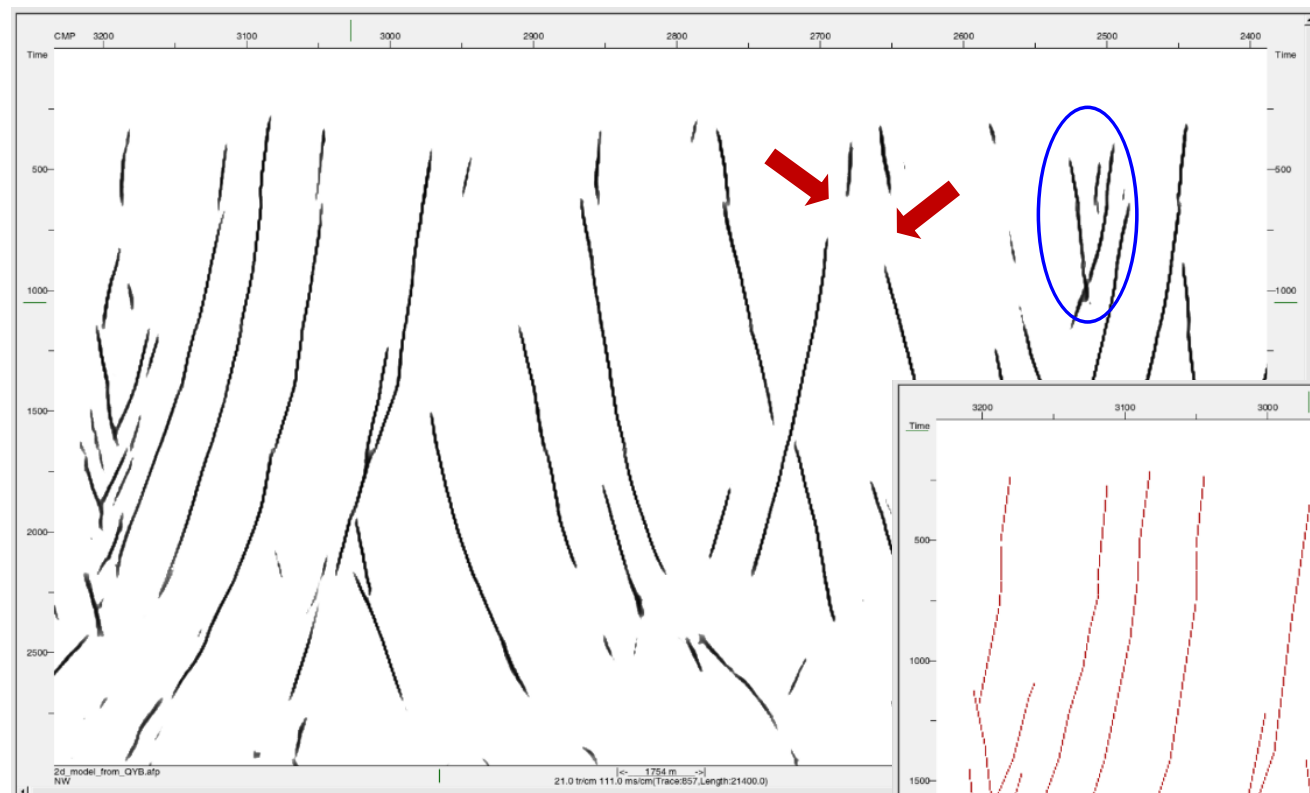 CMP 3200 3100 3000 2900 2800 2700 2600 2500 2400
Time Time
500 500
1000 1000
1500
2000
2500
2d_model_from_QYB.afp
NW
|<- 1754 m ->|
21.0 tr/cm 111.0 ms/cm(Trace:857,Length:21400.0)
3200 3100 3000
Time
500
1000
1500